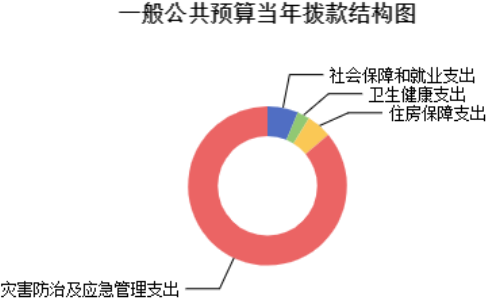 一般公共预算当年拨款结构图
社会保障和就业支出
卫生健康支出
住房保障支出
灾害防治及应急管理支出